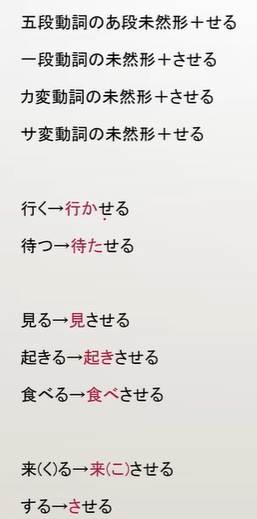 五段動詞のあ段未然形＋せる
一段動詞の未然形＋させる
カ変動詞の未然形＋させる
サ変動詞の未然形＋せる
行く→行かせる
待つ→待たせる
見る→見させる
起きる→起きさせる
食べる→食べさせる
来(く)る→来(こ)させる
する→させる